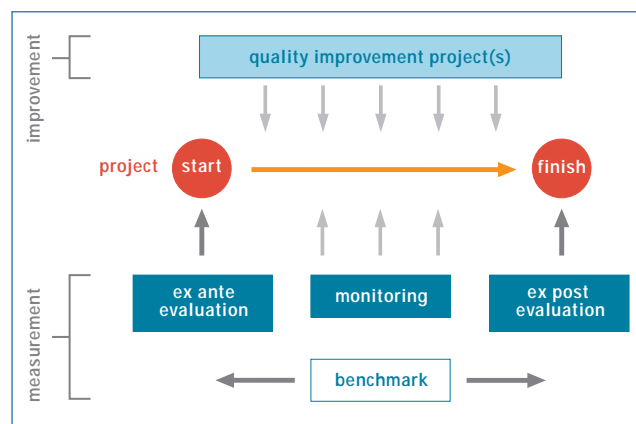 improvement
quality improvement project(s)
project
start
finish
measurement
ex ante
evaluation
monitoring
ex post
evaluation
benchmark